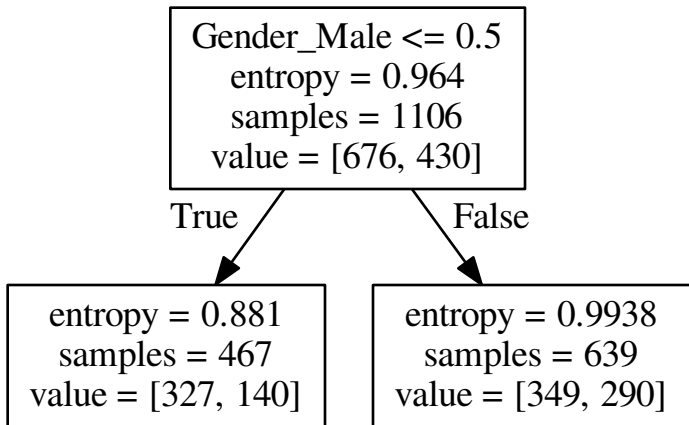 Gender_Male <= 0.5
entropy = 0.964
samples = 1106
value = [676, 430]
True
False
entropy = 0.881
samples = 467
value = [327, 140]
entropy = 0.9938
samples = 639
value = [349, 290]